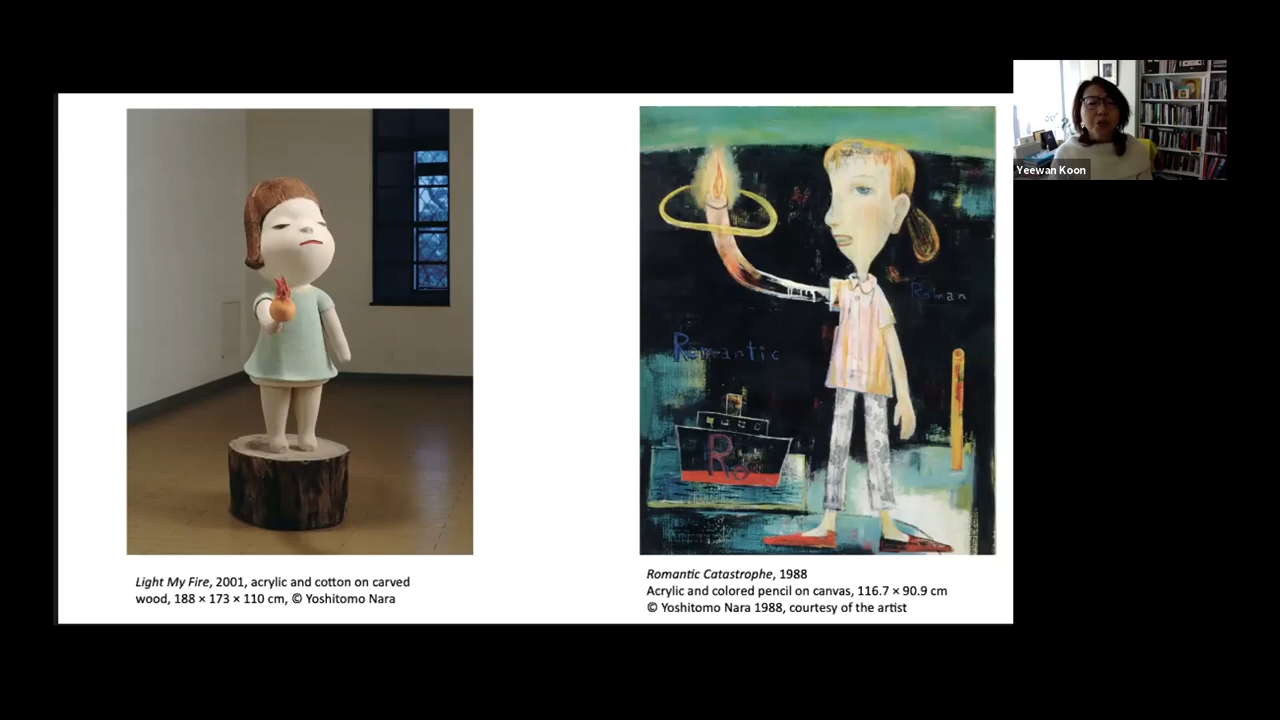 Yeewan Koon
Romantic
Roman
Ro
Light My Fire, 2001, acrylic and cotton on carved
wood, 188 × 173 × 110 cm, © Yoshitomo Nara
Romantic Catastrophe, 1988
Acrylic and colored pencil on canvas, 116.7 × 90.9 cm
© Yoshitomo Nara 1988, courtesy of the artist